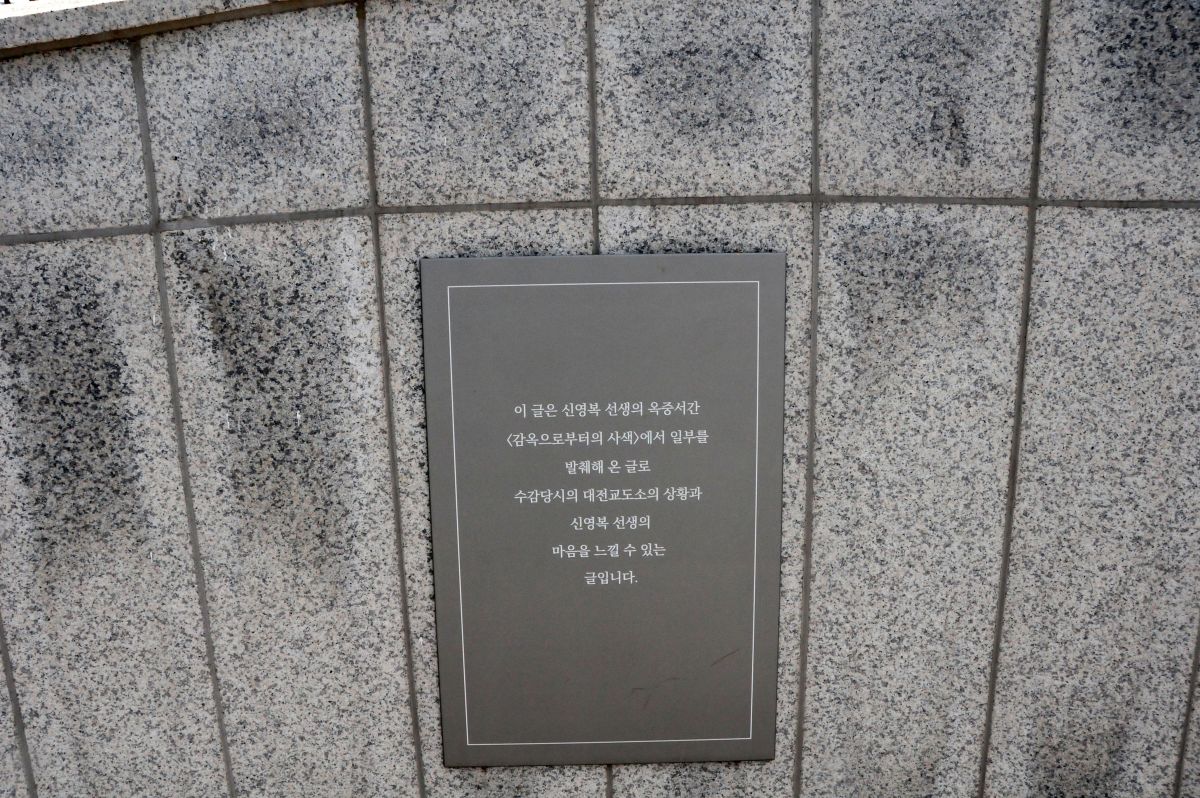 이 글은 신영복 선생의 옥중서간
<감옥으로부터의 사색>에서 일부를
발췌해 온 글로
수감당시의 대전교도소의 상황과
신영복 선생의
마음을 느낄 수 있는
글입니다.